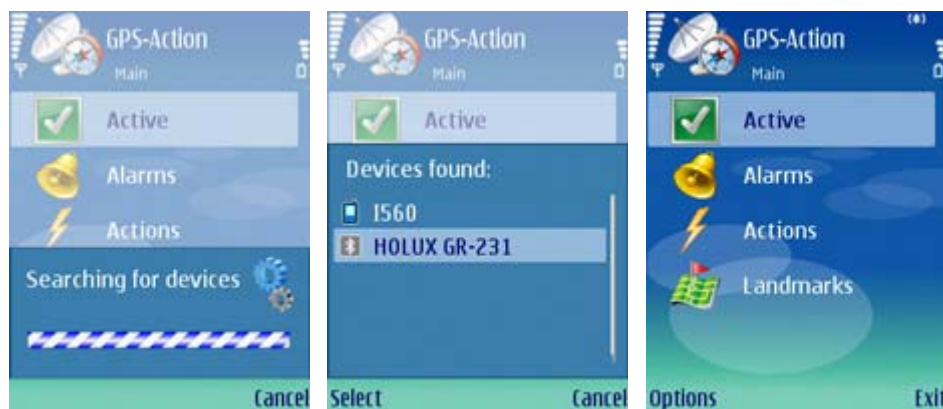 GPS-Action
Main
Active
Alarms
Actions
Searching for devices
Cancel
GPS-Action
Main
Active
Devices found:
I560
HOLUX GR-231
Select Cancel
GPS-Action
Main
Active
Alarms
Actions
Landmarks
Options Exit